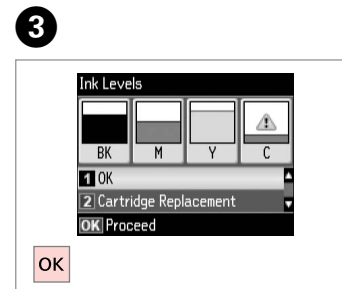 3
Ink Levels
BK M Y C
1 OK
2 Cartridge Replacement
OK Proceed
OK